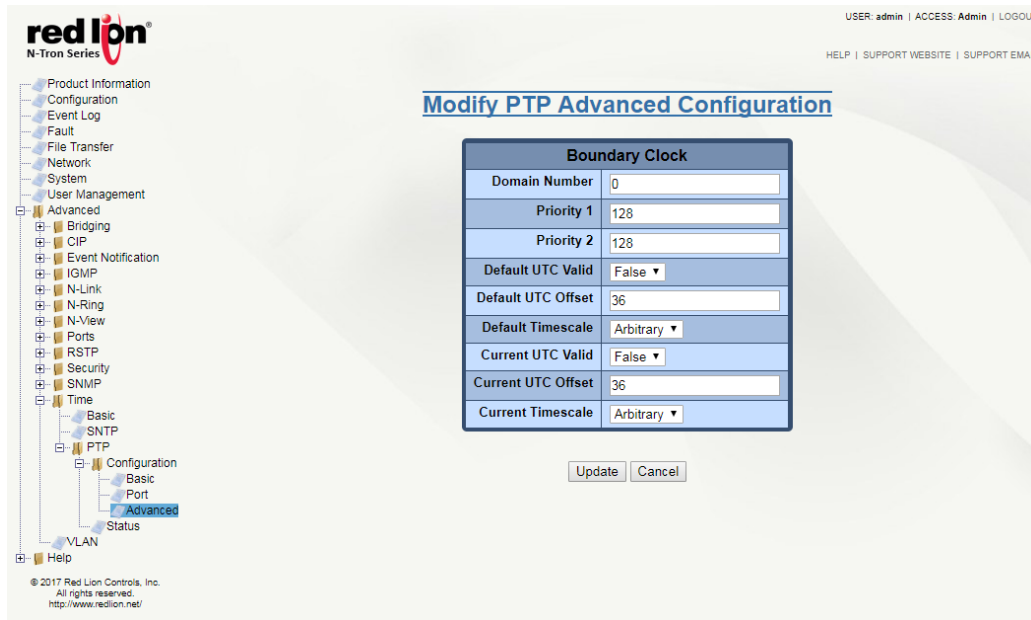 USER: admin | ACCESS: Admin | LOGOU
red lion®
N-Tron Series
HELP | SUPPORT WEBSITE | SUPPORT EMA
Product Information
Configuration
Event Log
Fault
File Transfer
Network
System
User Management
Advanced
Bridging
CIP
Event Notification
IGMP
N-Link
N-Ring
N-View
Ports
RSTP
Security
SNMP
Time
Basic
SNTP
PTP
Configuration
Basic
Port
Advanced
Status
VLAN
Help
© 2017 Red Lion Controls, Inc.
All rights reserved.
http://www.redlion.net/
Modify PTP Advanced Configuration
Boundary Clock
Domain Number 0
Priority 1 128
Priority 2 128
Default UTC Valid False
Default UTC Offset 36
Default Timescale Arbitrary
Current UTC Valid False
Current UTC Offset 36
Current Timescale Arbitrary
Update Cancel